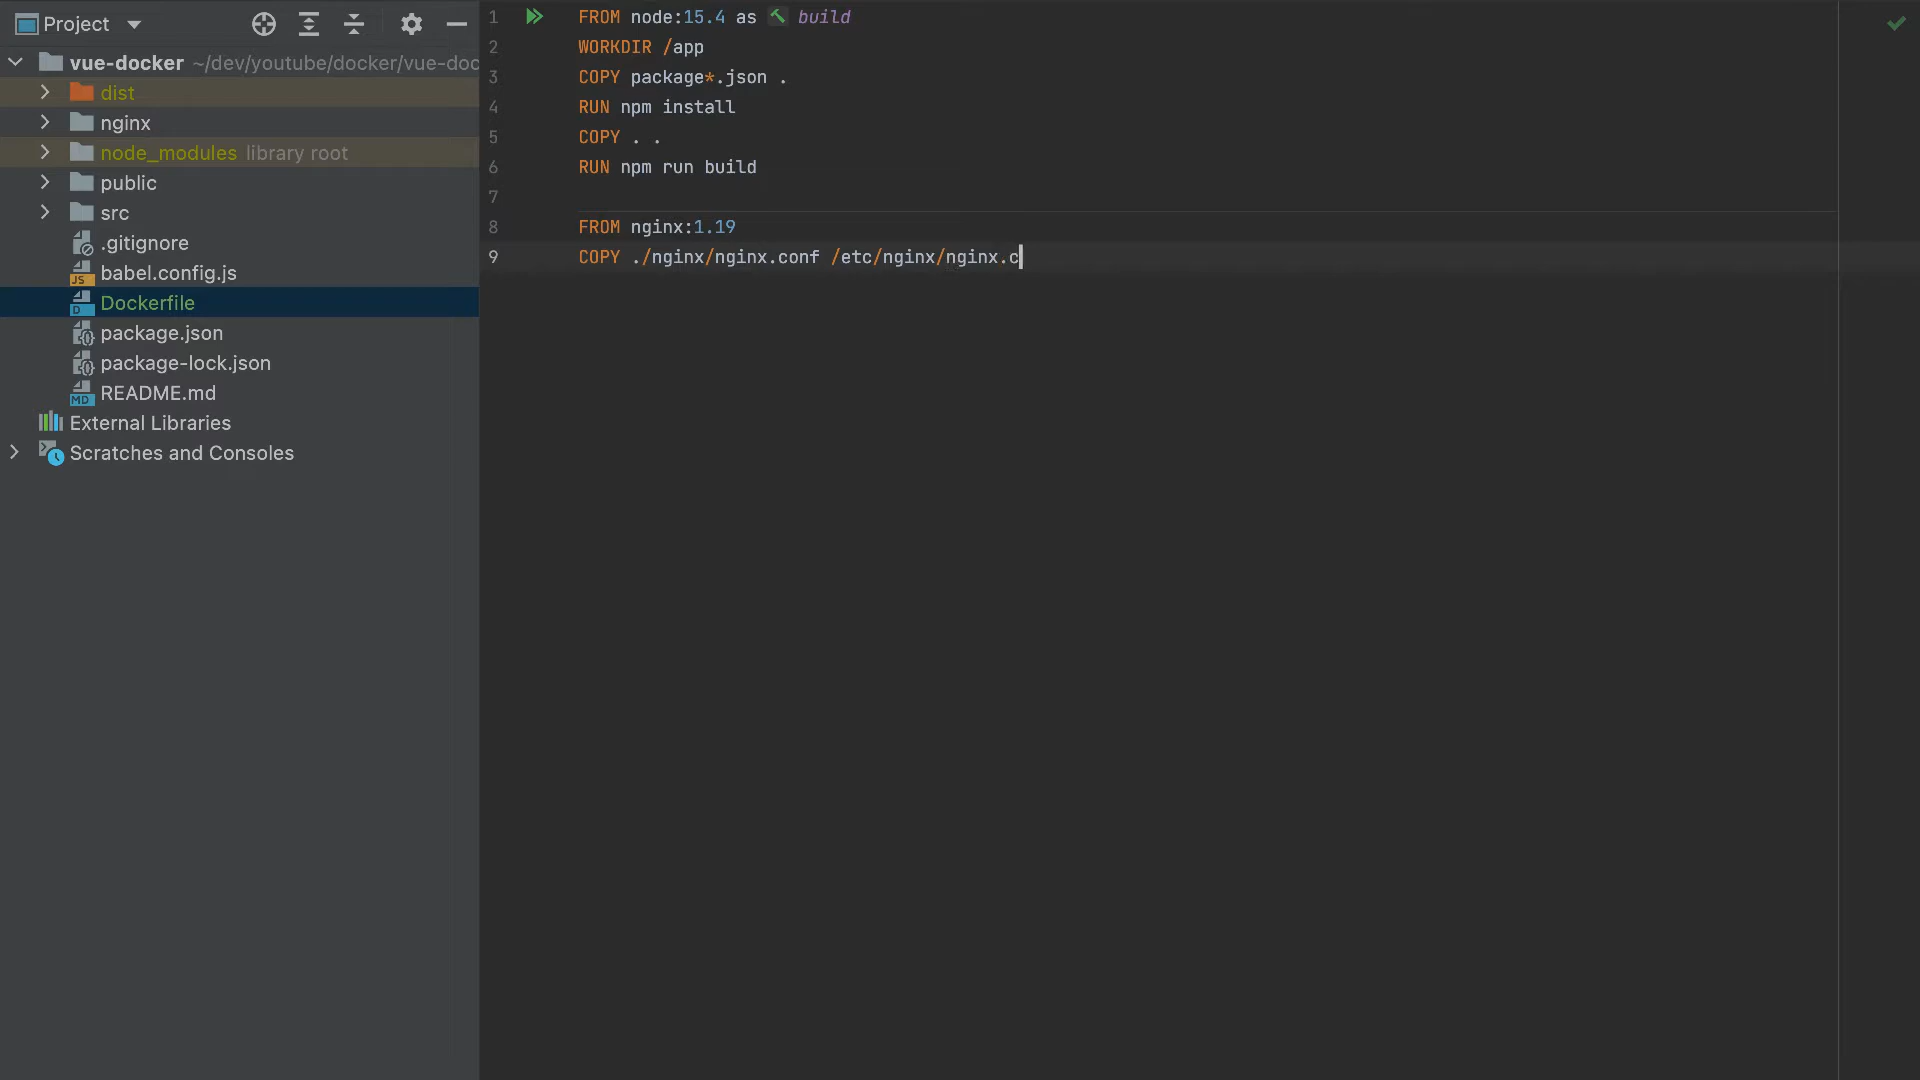 Project
vue-docker ~/dev/youtube/docker/vue-doc
dist
nginx
node_modules library root
public
src
.gitignore
babel.config.js
Dockerfile
package.json
package-lock.json
README.md
External Libraries
Scratches and Consoles
1 FROM node:15.4 as build
2 WORKDIR /app
3 COPY package*.json .
4 RUN npm install
5 COPY . .
6 RUN npm run build
7
8 FROM nginx:1.19
9 COPY ./nginx/nginx.conf /etc/nginx/nginx.c